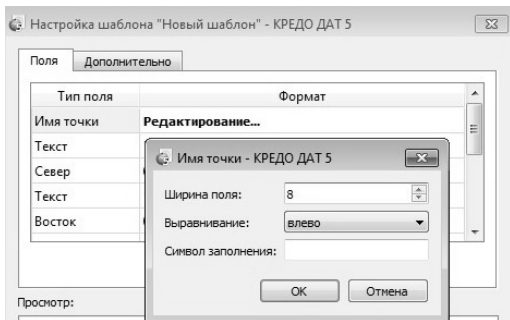 Настройка шаблона "Новый шаблон" - КРЕДО ДАТ 5
Поля Дополнительно
Тип поля Формат
Имя точки Редактирование...
Текст
Север
Текст
Восток
Имя точки - КРЕДО ДАТ 5
Ширина поля: 8
Выравнивание: влево
Символ заполнения:
ОК Отмена
Просмотр: